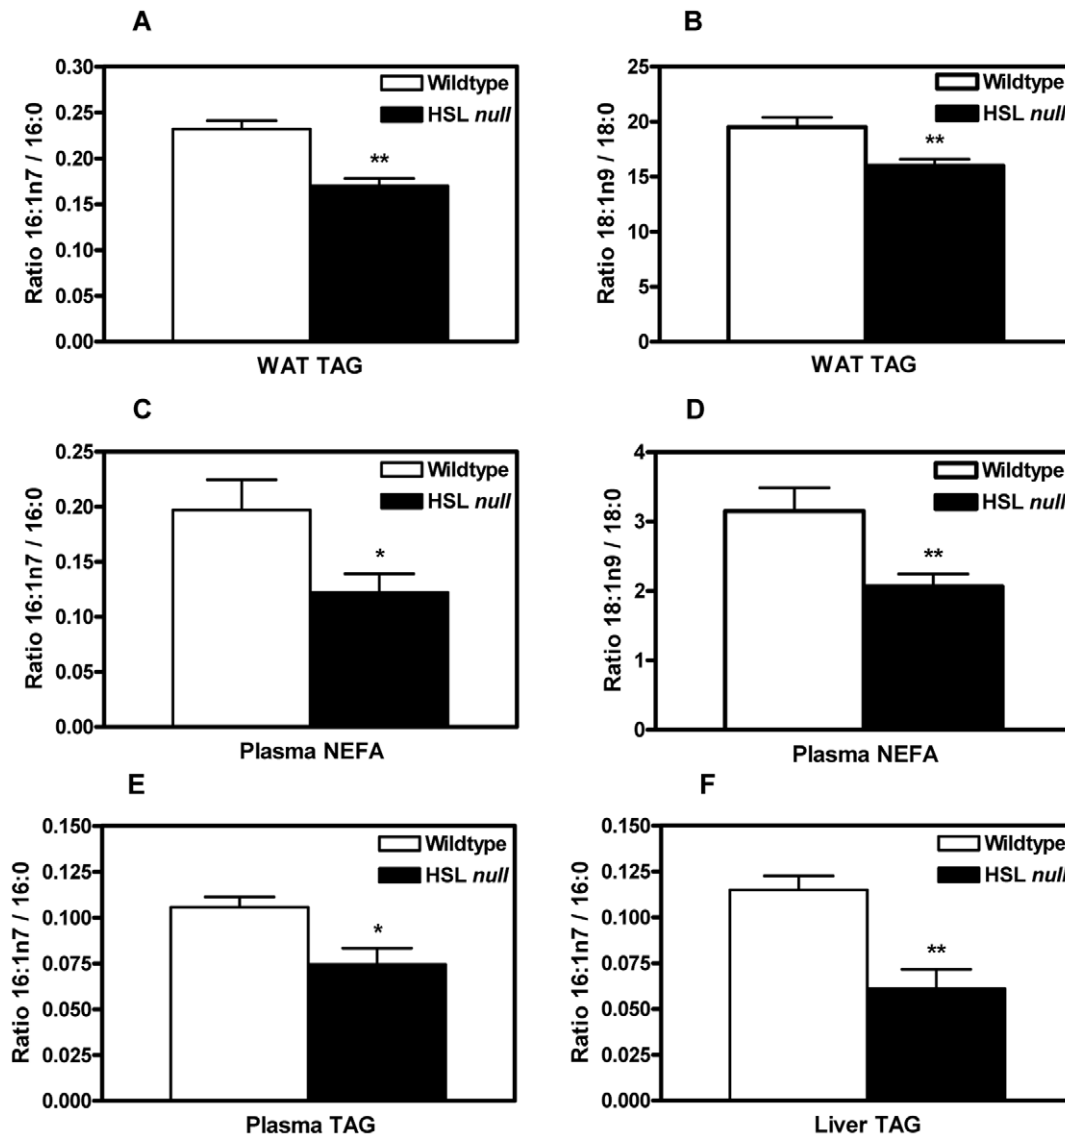 A
Ratio 16:1n7 / 16:0
0.30
0.25
0.20
0.15
0.10
0.05
0.00
Wildtype
HSL null
**
WAT TAG
B
Ratio 18:1n9 / 18:0
25
20
15
10
5
0
Wildtype
HSL null
**
WAT TAG
C
Ratio 16:1n7 / 16:0
0.25
0.20
0.15
0.10
0.05
0.00
Wildtype
HSL null
*
Plasma NEFA
D
Ratio 18:1n9 / 18:0
4
3
2
1
0
Wildtype
HSL null
**
Plasma NEFA
E
Ratio 16:1n7 / 16:0
0.150
0.125
0.100
0.075
0.050
0.025
0.000
Wildtype
HSL null
*
Plasma TAG
F
Ratio 16:1n7 / 16:0
0.150
0.125
0.100
0.075
0.050
0.025
0.000
Wildtype
HSL null
**
Liver TAG